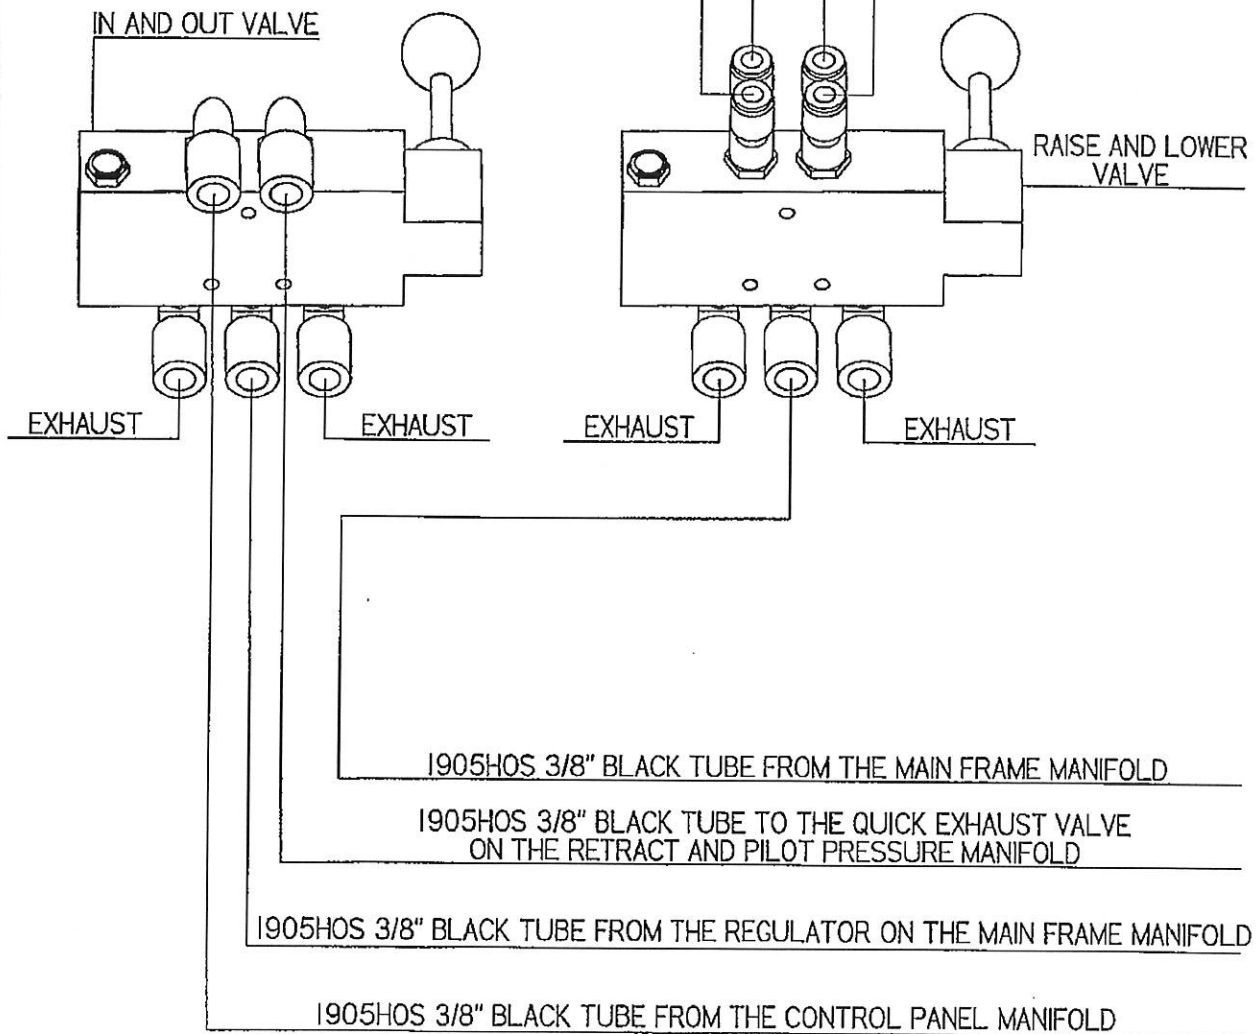 IN AND OUT VALVE
RAISE AND LOWER
VALVE
EXHAUST
EXHAUST
EXHAUST
EXHAUST
1905HOS 3/8" BLACK TUBE FROM THE MAIN FRAME MANIFOLD
1905HOS 3/8" BLACK TUBE TO THE QUICK EXHAUST VALVE
ON THE RETRACT AND PILOT PRESSURE MANIFOLD
1905HOS 3/8" BLACK TUBE FROM THE REGULATOR ON THE MAIN FRAME MANIFOLD
1905HOS 3/8" BLACK TUBE FROM THE CONTROL PANEL MANIFOLD